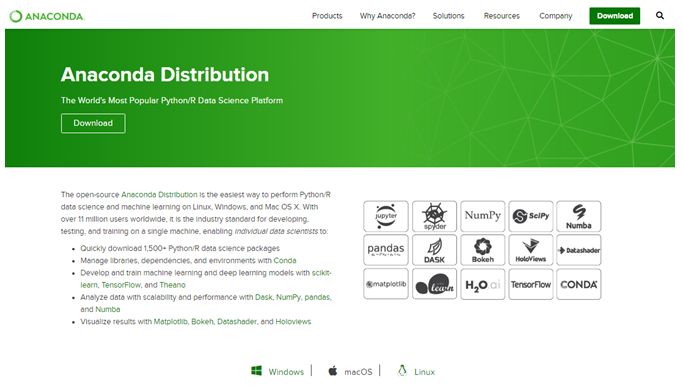 ANACONDA.
Products Why Anaconda? Solutions Resources Company Download
Anaconda Distribution
The World's Most Popular Python/R Data Science Platform
Download
The open-source Anaconda Distribution is the easiest way to perform Python/R
data science and machine learning on Linux, Windows, and Mac OS X. With
over 11 million users worldwide, it is the industry standard for developing,
testing, and training on a single machine, enabling individual data scientists to:
• Quickly download 1,500+ Python/R data science packages
• Manage libraries, dependencies, and environments with Conda
• Develop and train machine learning and deep learning models with scikit-
learn, TensorFlow, and Theano
• Analyze data with scalability and performance with Dask, NumPy, pandas,
and Numba
• Visualize results with Matplotlib, Bokeh, Datashader, and Holoviews
jupyter spyder NumPy SciPy Numba
pandas DASK Bokeh HoloViews Datashader
matplotlib learn H2O.ai TensorFlow CONDA
Windows macOS Linux